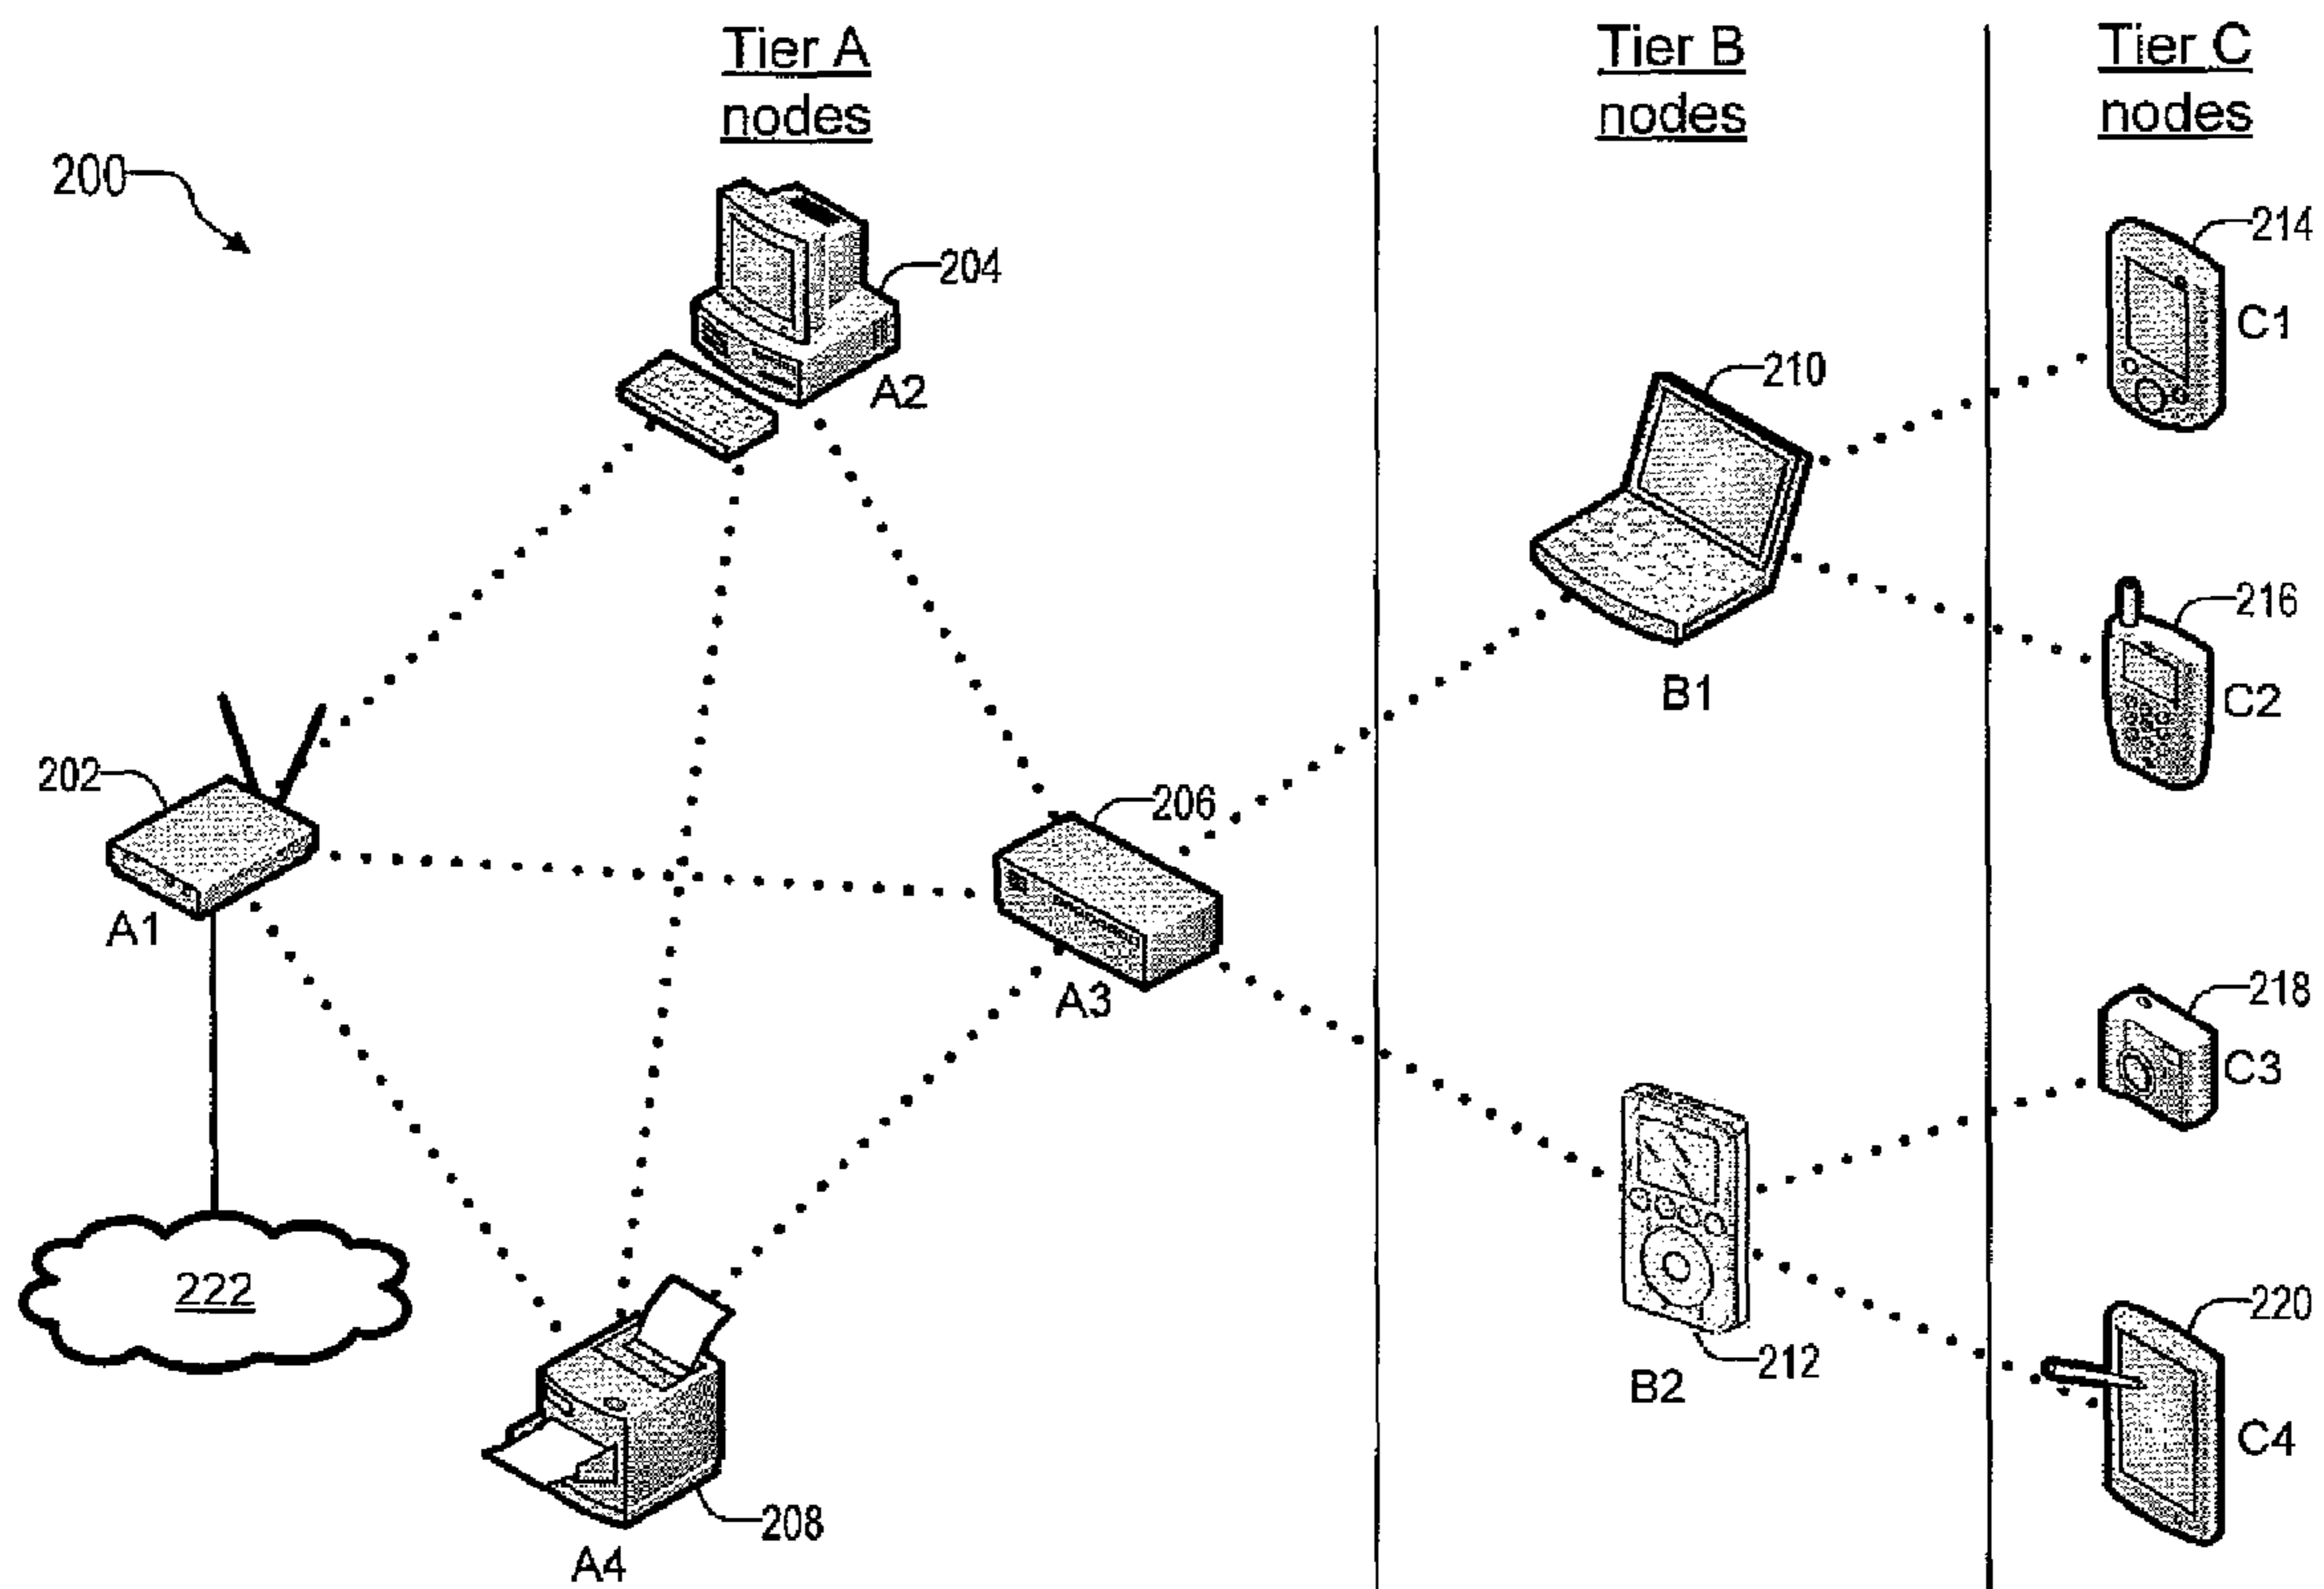 Tier A
nodes
Tier B
nodes
Tier C
nodes
200
204
A2
210
B1
214
C1
216
C2
202
A1
206
A3
218
C3
222
212
B2
220
C4
208
A4